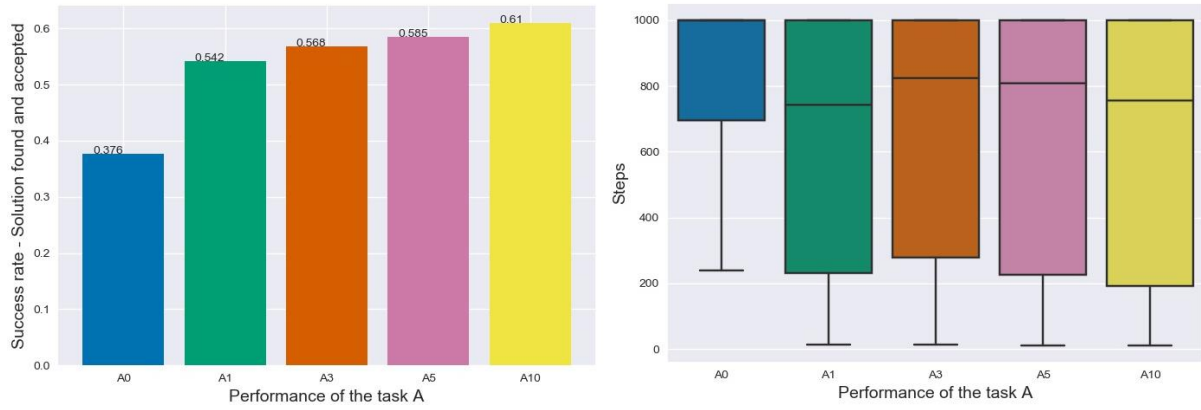 Success rate - Solution found and accepted
0.6
0.5
0.4
0.3
0.2
0.1
0.0
0.376
0.542
0.568
0.585
0.61
A0
A1
A3
A5
A10
Performance of the task A
Steps
1000
800
600
400
200
0
A0
A1
A3
A5
A10
Performance of the task A